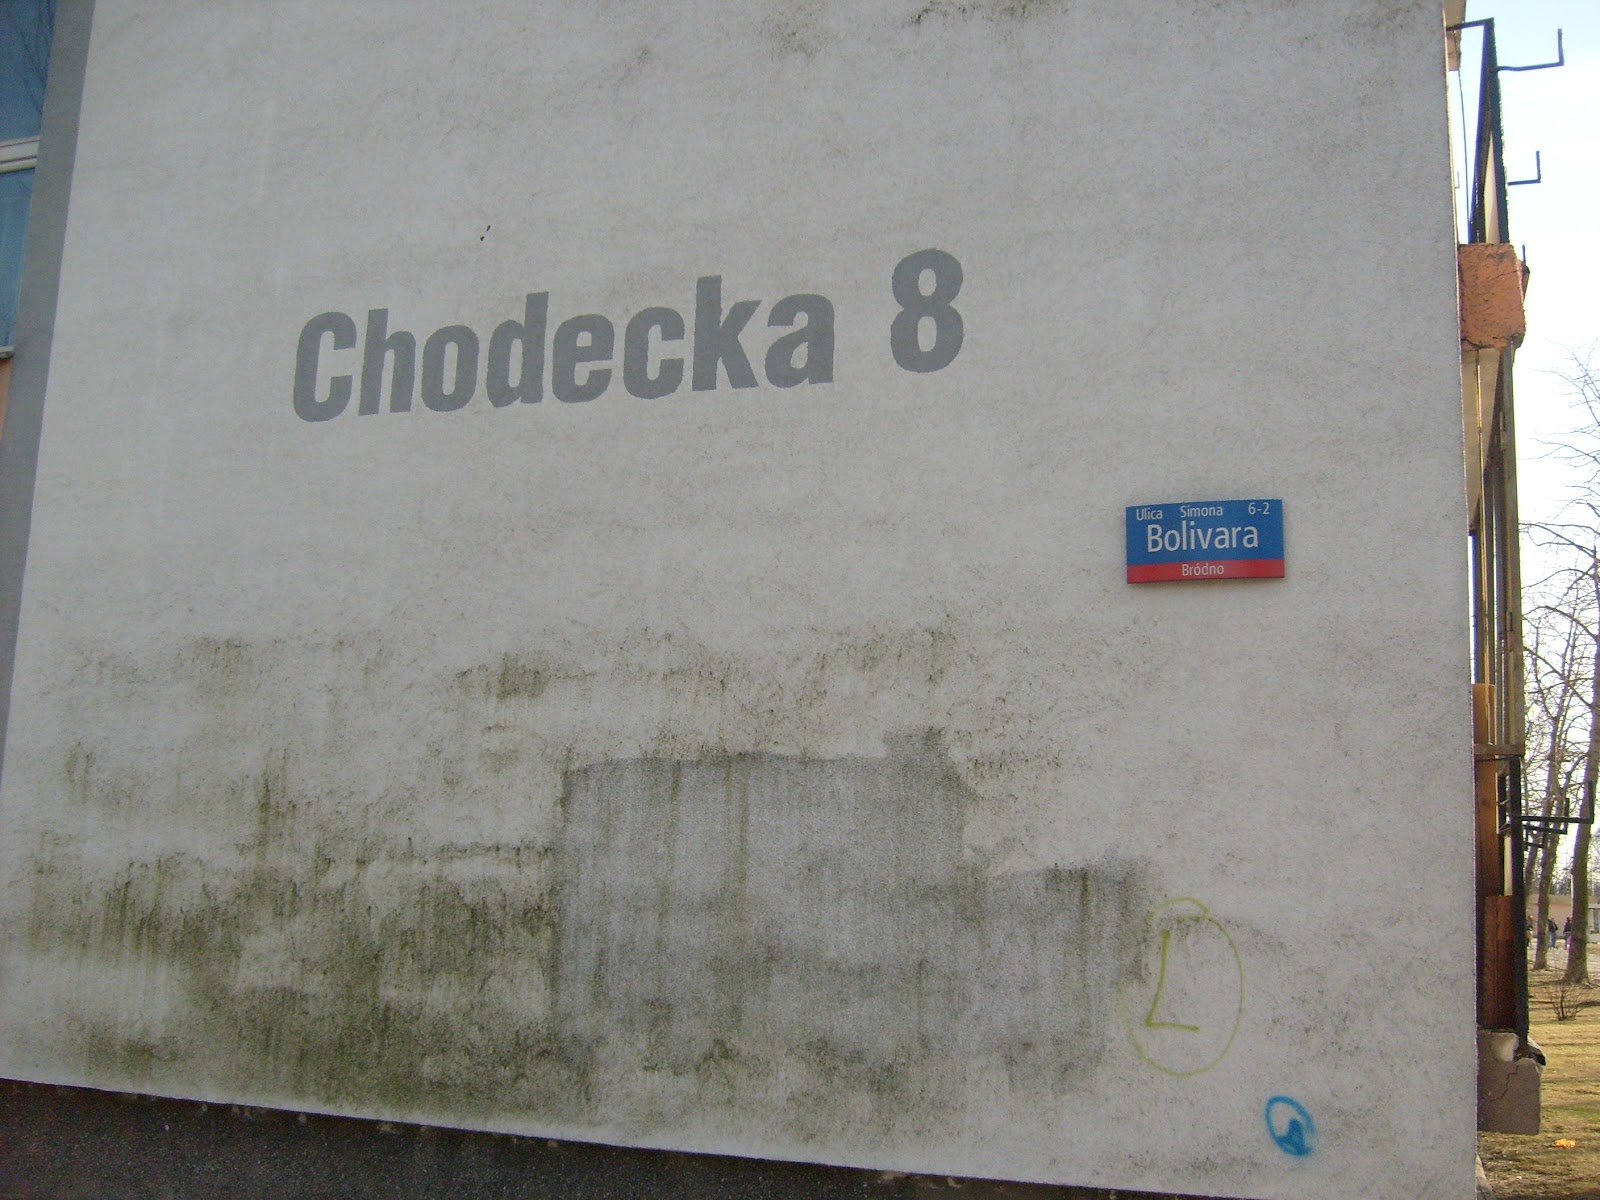 Chodecka 8
Ulica Simona 6-2
Bolivara
Bródno
L